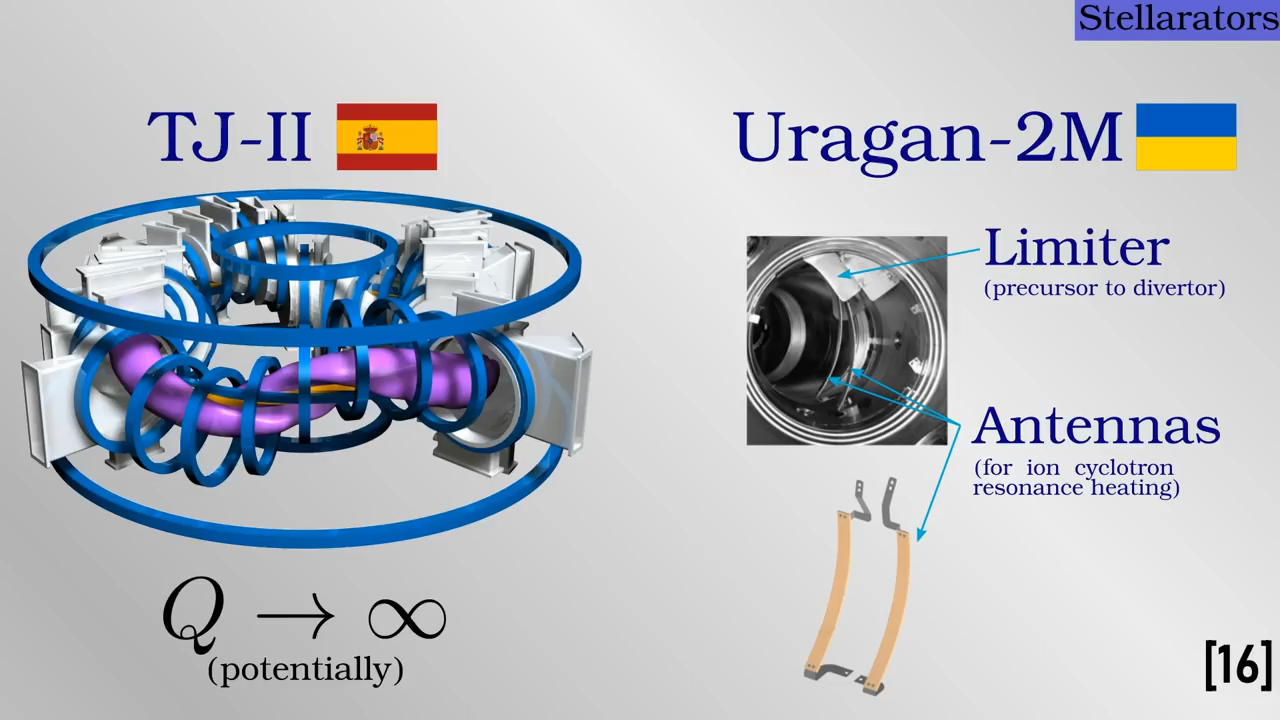 Stellarators
TJ-II
Uragan-2M
Limiter
(precursor to divertor)
Antennas
(for ion cyclotron
resonance heating)
Q → ∞
(potentially)
[16]